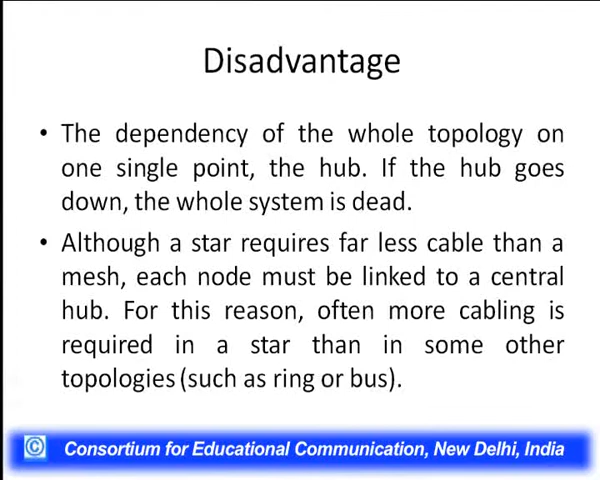 Disadvantage
• The dependency of the whole topology on
one single point, the hub. If the hub goes
down, the whole system is dead.
• Although a star requires far less cable than a
mesh, each node must be linked to a central
hub. For this reason, often more cabling is
required in a star than in some other
topologies (such as ring or bus).
© Consortium for Educational Communication, New Delhi, India